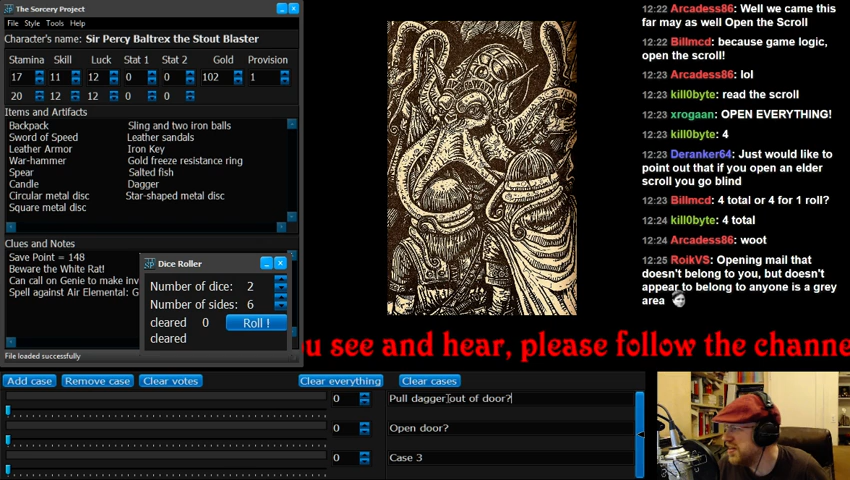 The Sorcery Project
File Style Tools Help
Character's name: Sir Percy Baltrex the Stout Blaster
Stamina Skill Luck Stat 1 Stat 2 Gold Provision
17 11 12 0 0 102 1
20 12 12 0 0
Items and Artifacts
Backpack Sling and two iron balls
Sword of Speed Leather sandals
Leather Armor Iron Key
War-hammer Gold freeze resistance ring
Spear Salted fish
Candle Dagger
Circular metal disc Star-shaped metal disc
Square metal disc
Clues and Notes
Save Point = 148
Beware the White Rat!
Can call on Genie to make inv
Spell against Air Elemental: G
File loaded successfully
Dice Roller
Number of dice: 2
Number of sides: 6
cleared 0 Roll !
cleared
12:22 Arcadess86: Well we came this
far may as well Open the Scroll
12:22 Billmcd: because game logic,
open the scroll!
12:23 Arcadess86: lol
12:23 kill0byte: read the scroll
12:23 xrogaan: OPEN EVERYTHING!
12:23 kill0byte: 4
12:23 Deranker64: Just would like to
point out that if you open an elder
scroll you go blind
12:23 Billmcd: 4 total or 4 for 1 roll?
12:24 kill0byte: 4 total
12:24 Arcadess86: woot
12:25 RoikVS: Opening mail that
doesn't belong to you, but doesn't
appear to belong to anyone is a grey
area
u see and hear, please follow the channe
Add case Remove case Clear votes Clear everything Clear cases
0 Pull dagger out of door?
0 Open door?
0 Case 3